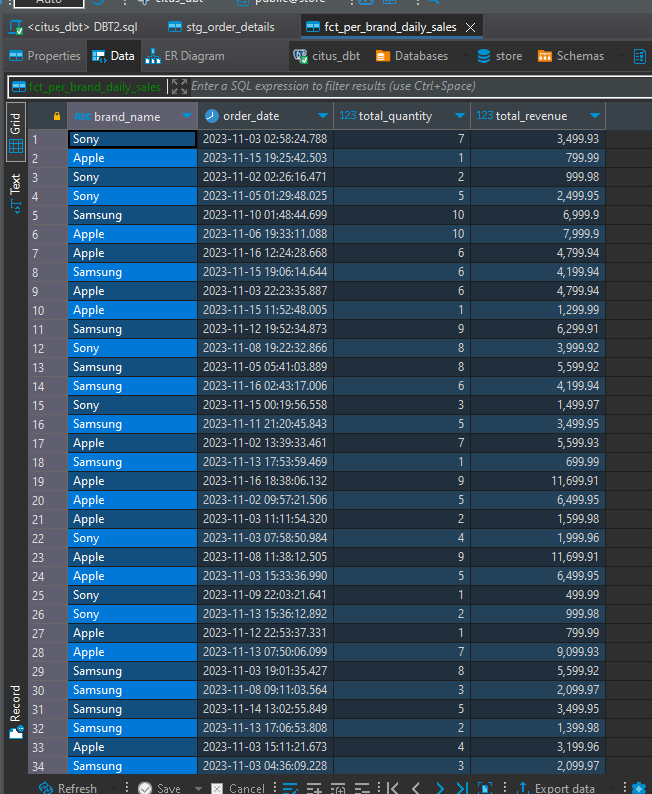 Auto citus_dbt public@store
<citus_dbt> DBT2.sql stg_order_details fct_per_brand_daily_sales
Properties Data ER Diagram citus_dbt Databases store Schemas
fct_per_brand_daily_sales Enter a SQL expression to filter results (use Ctrl+Space)
Grid
Text
Record
ABC brand_name order_date 123 total_quantity 123 total_revenue
1 Sony 2023-11-03 02:58:24.788 7 3,499.93
2 Apple 2023-11-15 19:25:42.503 1 799.99
3 Sony 2023-11-02 02:26:16.471 2 999.98
4 Sony 2023-11-05 01:29:48.025 5 2,499.95
5 Samsung 2023-11-10 01:48:44.699 10 6,999.9
6 Apple 2023-11-06 19:33:11.088 10 7,999.9
7 Apple 2023-11-16 12:24:28.668 6 4,799.94
8 Samsung 2023-11-15 19:06:14.644 6 4,199.94
9 Apple 2023-11-03 22:23:35.887 6 4,799.94
10 Apple 2023-11-15 11:52:48.005 1 1,299.99
11 Samsung 2023-11-12 19:52:34.873 9 6,299.91
12 Sony 2023-11-08 19:22:32.866 8 3,999.92
13 Samsung 2023-11-05 05:41:03.889 8 5,599.92
14 Samsung 2023-11-16 02:43:17.006 6 4,199.94
15 Sony 2023-11-15 00:19:56.558 3 1,499.97
16 Samsung 2023-11-11 21:20:45.843 5 3,499.95
17 Apple 2023-11-02 13:39:33.461 7 5,599.93
18 Samsung 2023-11-13 17:53:59.469 1 699.99
19 Apple 2023-11-16 18:38:06.132 9 11,699.91
20 Apple 2023-11-02 09:57:21.506 5 6,499.95
21 Apple 2023-11-03 11:11:54.320 2 1,599.98
22 Sony 2023-11-03 07:58:50.984 4 1,999.96
23 Apple 2023-11-08 11:38:12.505 9 11,699.91
24 Apple 2023-11-03 15:33:36.990 5 6,499.95
25 Sony 2023-11-09 22:03:21.641 1 499.99
26 Sony 2023-11-13 15:36:12.892 2 999.98
27 Apple 2023-11-12 22:53:37.331 1 799.99
28 Apple 2023-11-13 07:50:06.099 7 9,099.93
29 Samsung 2023-11-03 19:01:35.427 8 5,599.92
30 Samsung 2023-11-08 09:11:03.564 3 2,099.97
31 Samsung 2023-11-14 13:02:55.849 5 3,499.95
32 Samsung 2023-11-13 17:06:53.808 2 1,399.98
33 Apple 2023-11-03 15:11:21.673 4 3,199.96
34 Samsung 2023-11-03 04:36:09.228 3 2,099.97
Refresh Save Cancel Export data